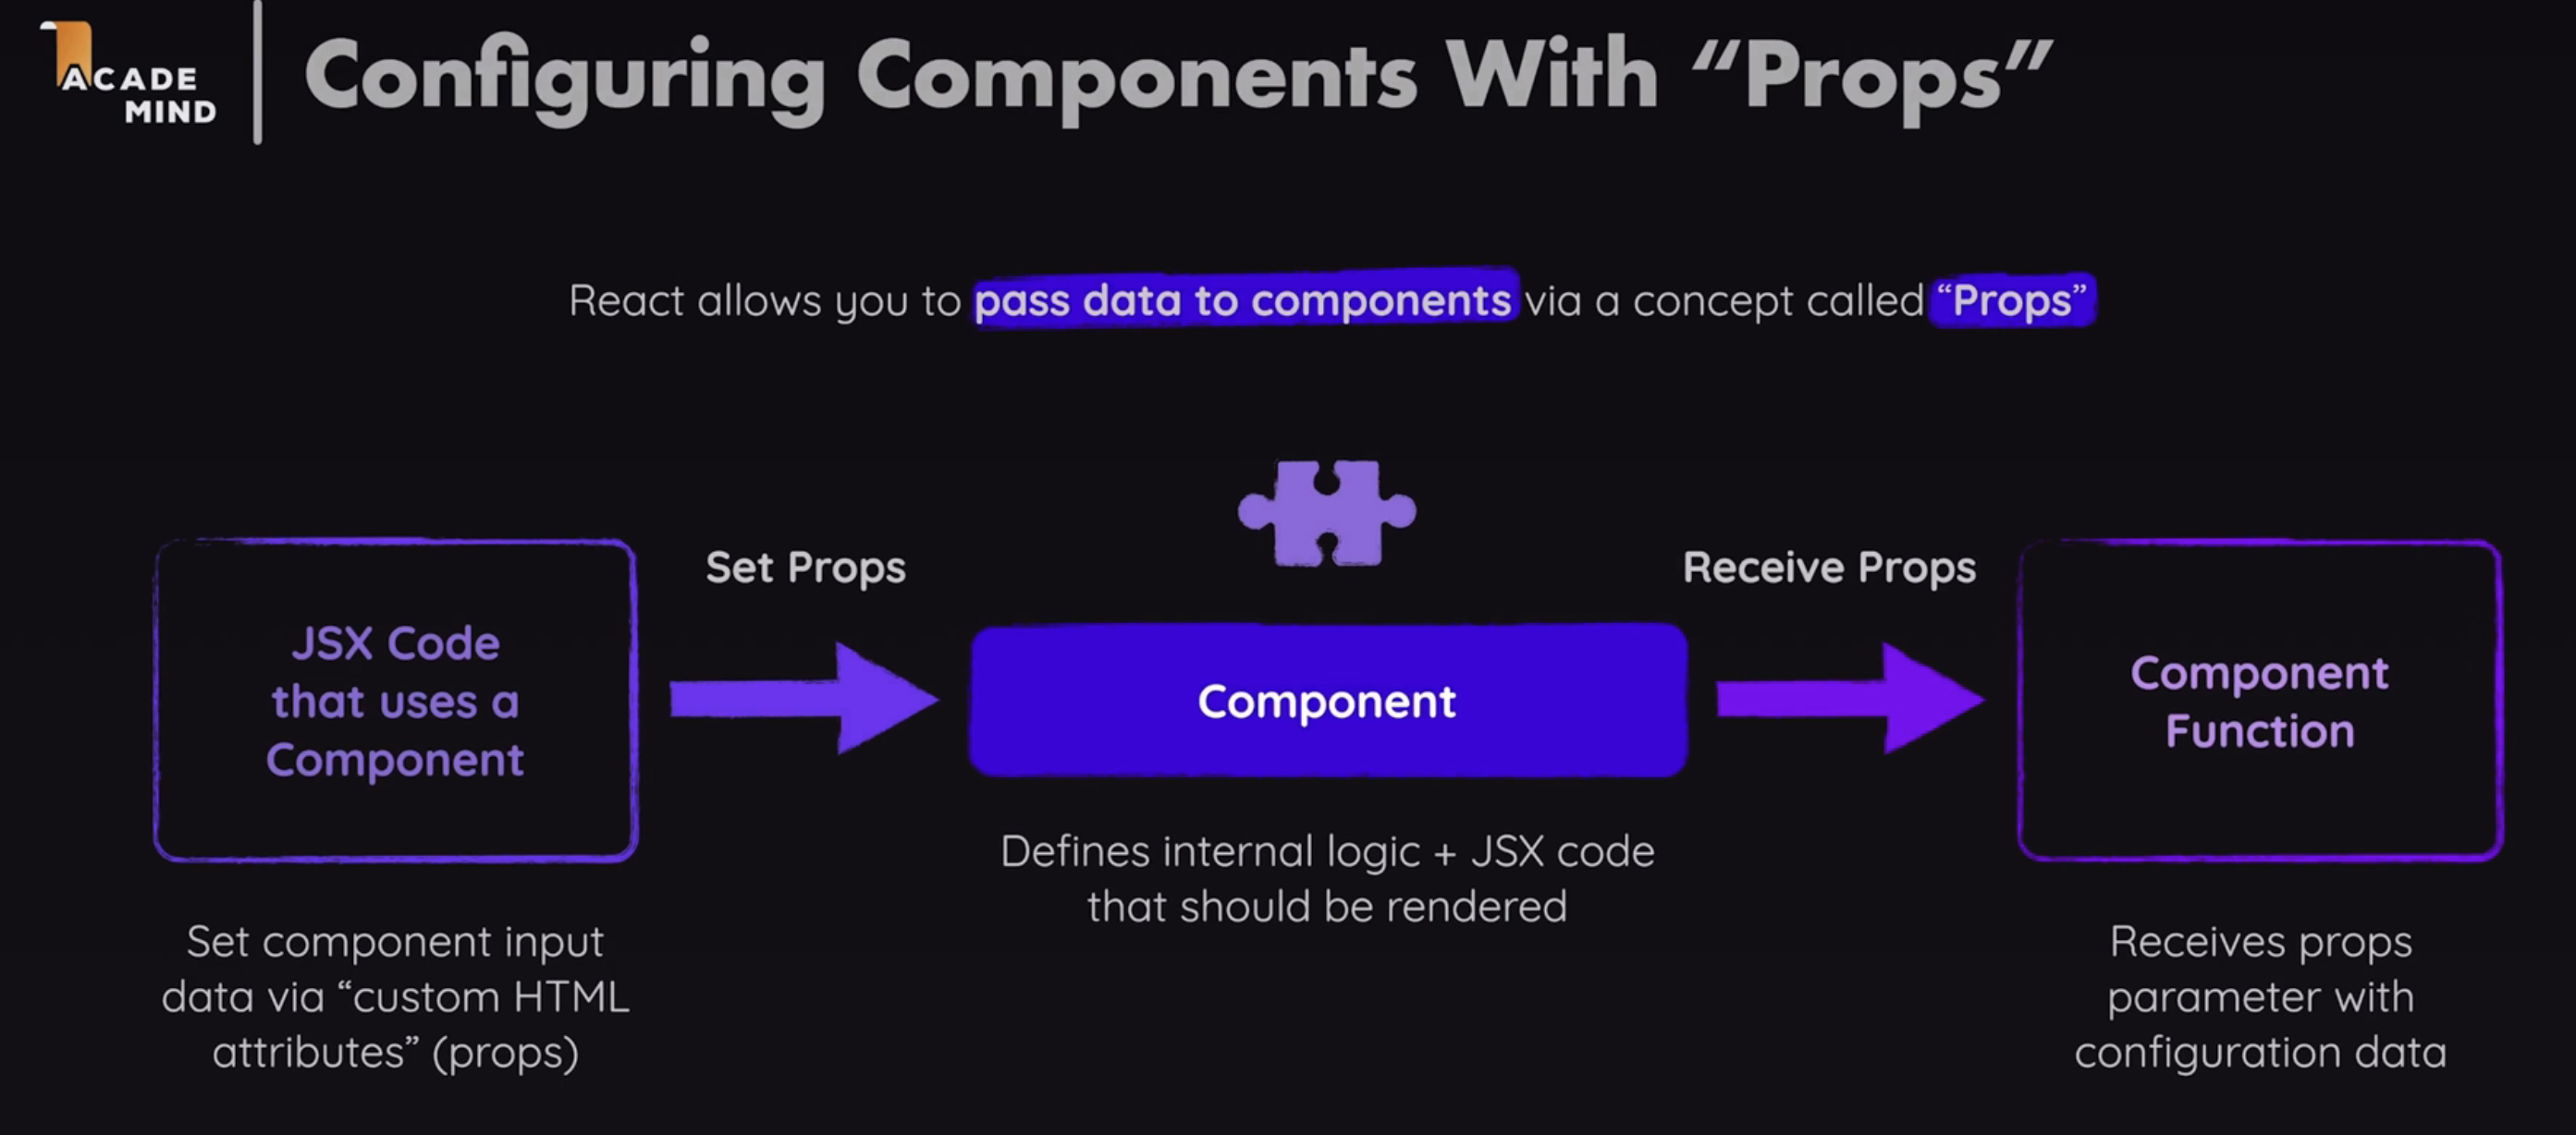 ACADE
MIND
Configuring Components With “Props”
React allows you to pass data to components via a concept called “Props”
Set Props
Receive Props
JSX Code
that uses a
Component
Component
Component
Function
Defines internal logic + JSX code
that should be rendered
Set component input
data via “custom HTML
attributes” (props)
Receives props
parameter with
configuration data